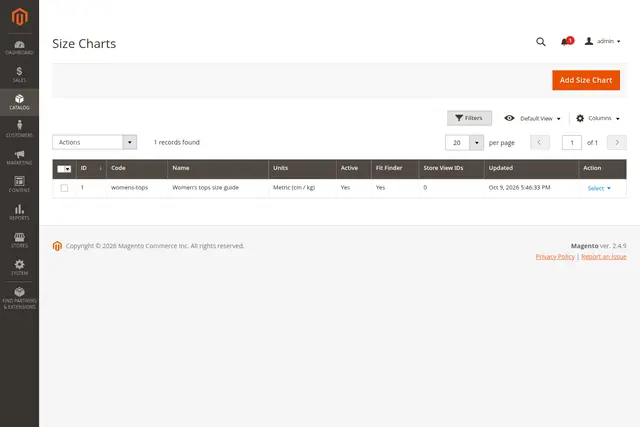 Size Charts
1
admin
Add Size Chart
Filters
Default View
Columns
Actions
1 records found
20
per page
1
of 1
ID
Code
Name
Units
Active
Fit Finder
Store View IDs
Updated
Action
1
womens-tops
Women's tops size guide
Metric (cm / kg)
Yes
Yes
0
Oct 9, 2026 5:46:33 PM
Select
DASHBOARD
SALES
CATALOG
CUSTOMERS
MARKETING
CONTENT
REPORTS
STORES
SYSTEM
FIND PARTNERS
& EXTENSIONS
Copyright © 2026 Magento Commerce Inc. All rights reserved.
Magento ver. 2.4.9
Privacy Policy | Report an Issue